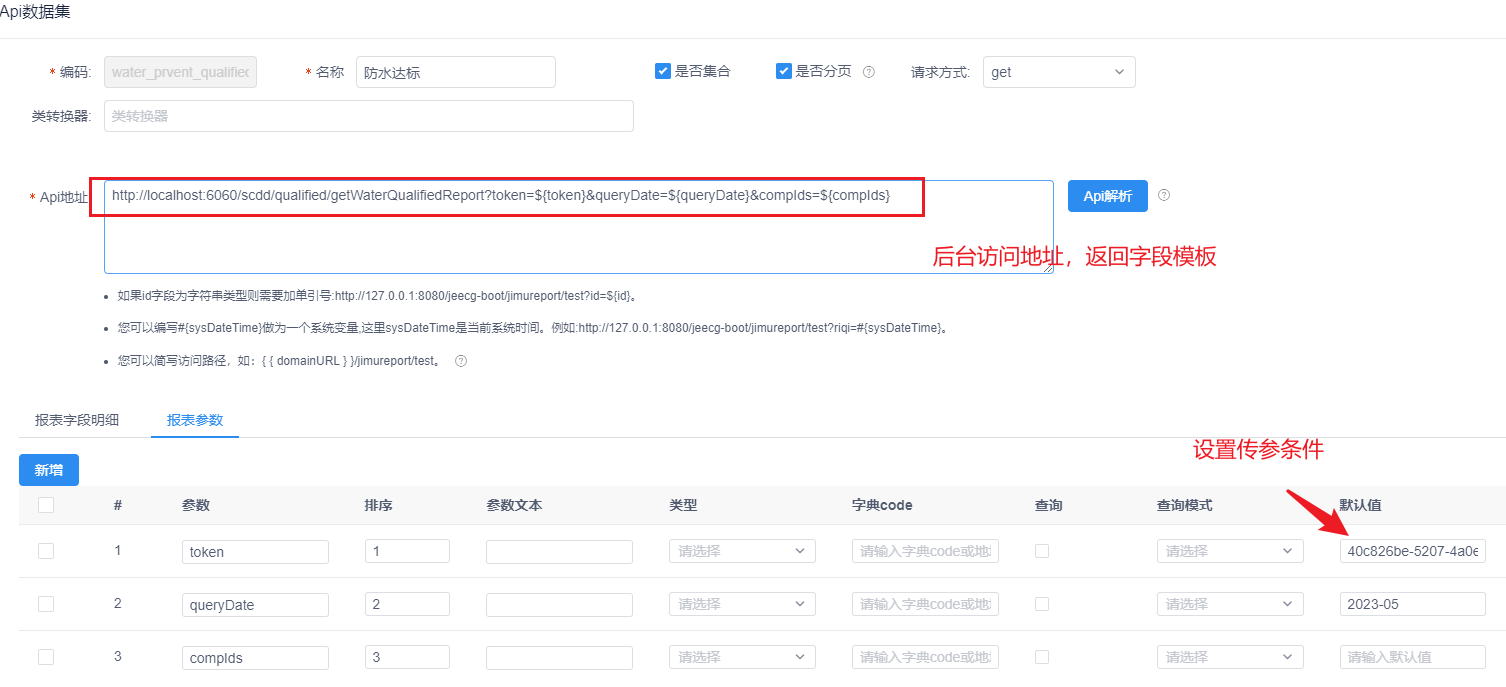 Api数据集
* 编码: water_prvent_qualified * 名称 防水达标 是否集合 是否分页 ? 请求方式: get
类转换器: 类转换器
* Api地址 http://localhost:6060/scdd/qualified/getWaterQualifiedReport?token=${token}&queryDate=${queryDate}&compIds=${compIds} Api解析 ?
后台访问地址，返回字段模板
• 如果id字段为字符串类型则需要加单引号:http://127.0.0.1:8080/jeecg-boot/jimureport/test?id=${id}。
• 您可以编写#{sysDateTime}做为一个系统变量,这里sysDateTime是当前系统时间。例如:http://127.0.0.1:8080/jeecg-boot/jimureport/test?riqi=#{sysDateTime}。
• 您可以简写访问路径，如：{ { domainURL } }/jimureport/test。 ?
报表字段明细 报表参数
设置传参条件
新增
# 参数 排序 参数文本 类型 字典code 查询 查询模式 默认值
1 token 1 请选择 请输入字典code或地 请选择 40c826be-5207-4a0e
2 queryDate 2 请选择 请输入字典code或地 请选择 2023-05
3 compIds 3 请选择 请输入字典code或地 请选择 请输入默认值